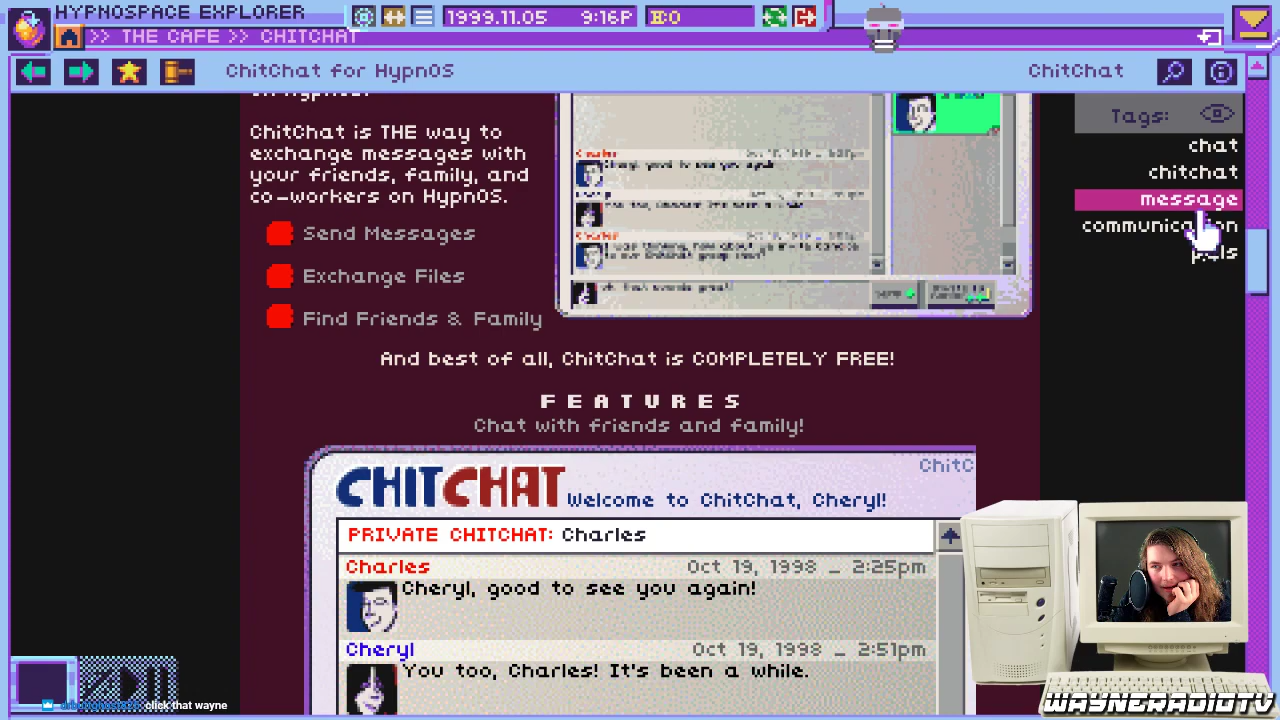 HYPNOSPACE EXPLORER
1999.11.05 9:16P
:0
>> THE CAFE >> CHITCHAT
ChitChat for HypnOS
ChitChat
ChitChat is THE way to
exchange messages with
your friends, family, and
co-workers on HypnOS.
Send Messages
Exchange Files
Find Friends & Family
Tags:
chat
chitchat
message
And best of all, ChitChat is COMPLETELY FREE!
FEATURES
Chat with friends and family!
ChitC
CHITCHAT
Welcome to ChitChat, Cheryl!
PRIVATE CHITCHAT: Charles
Charles Oct 19, 1998 _ 2:25pm
Cheryl, good to see you again!
Cheryl Oct 19, 1998 _ 2:51pm
You too, Charles! It's been a while.
click that wayne
WAYNERADIOTV